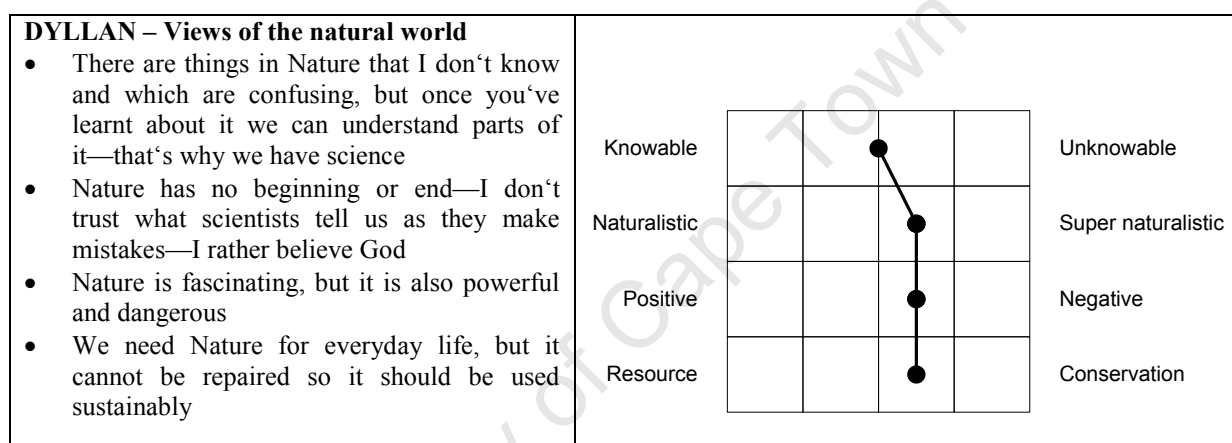 DYLLAN – Views of the natural world
• There are things in Nature that I don‘t know
and which are confusing, but once you‘ve
learnt about it we can understand parts of
it—that‘s why we have science
• Nature has no beginning or end—I don‘t
trust what scientists tell us as they make
mistakes—I rather believe God
• Nature is fascinating, but it is also powerful
and dangerous
• We need Nature for everyday life, but it
cannot be repaired so it should be used
sustainably
Knowable
Unknowable
Naturalistic
Super naturalistic
Positive
Negative
Resource
Conservation
of Cape Town